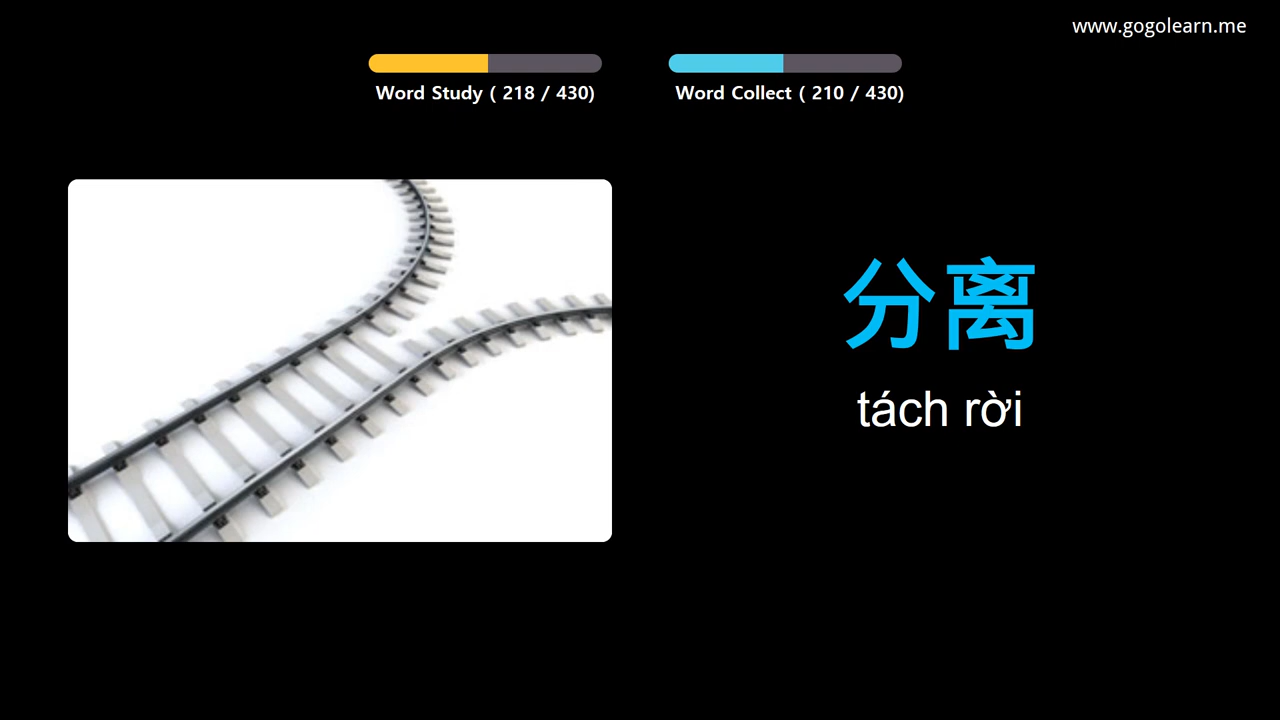 www.gogolearn.me
Word Study ( 218 / 430)
Word Collect ( 210 / 430)
分离
tách rời